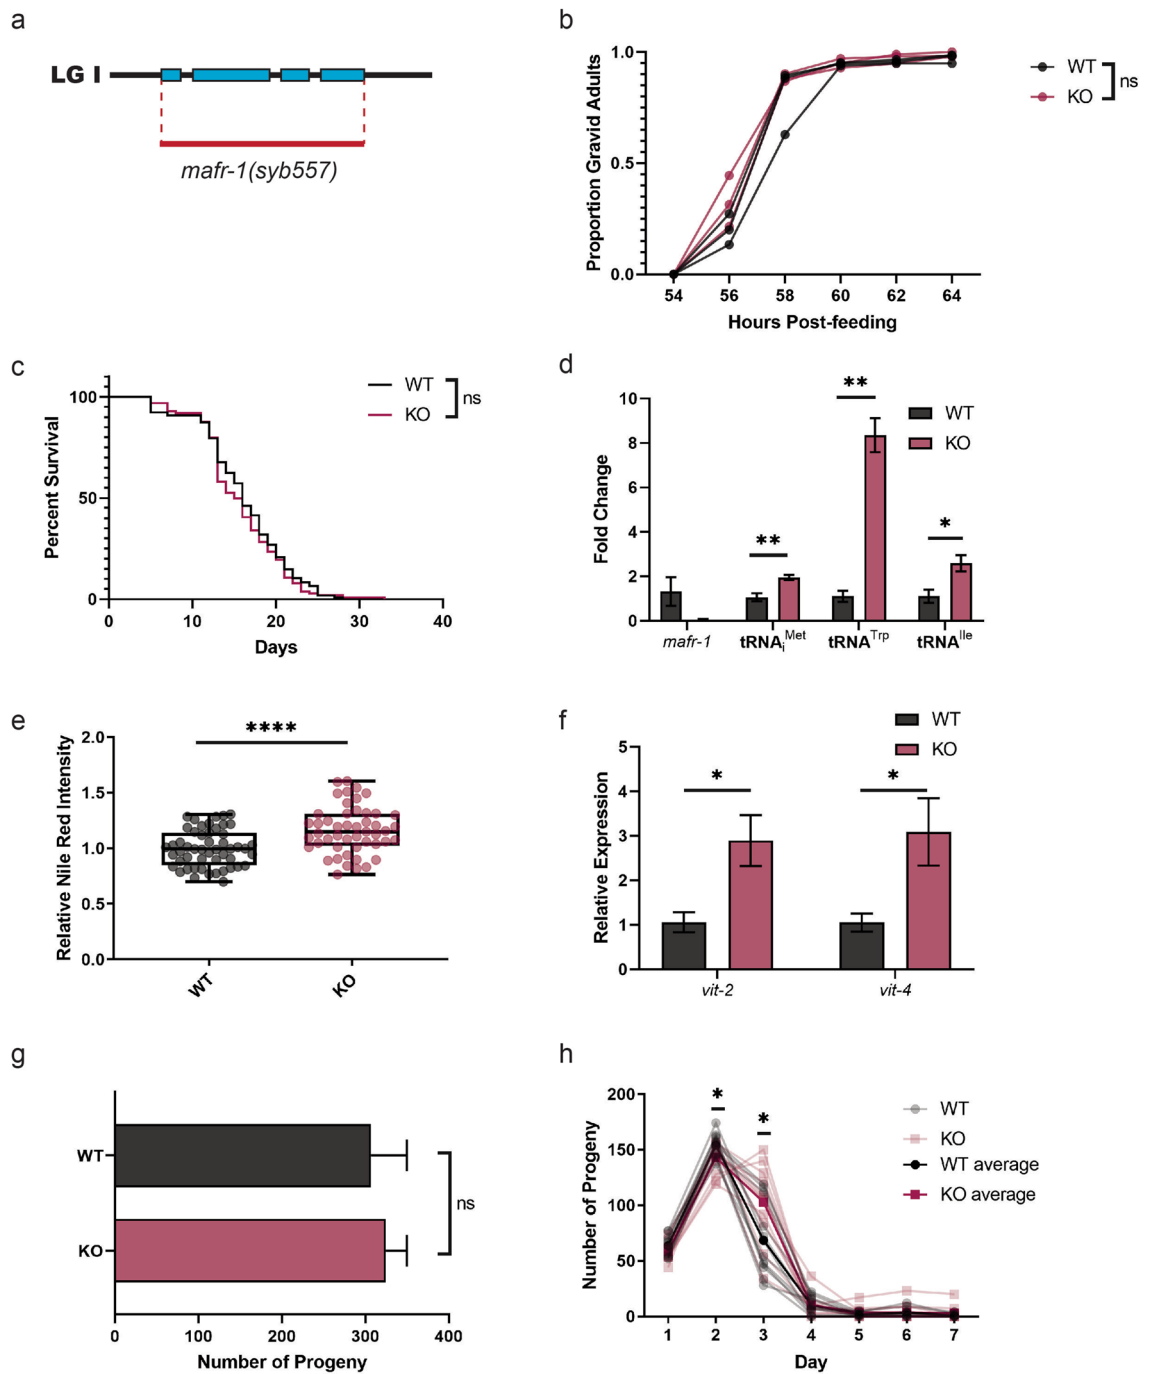 a
LG I
mafr-1(syb557)
b
Proportion Gravid Adults
1.0
0.5
0.0
54 56 58 60 62 64
Hours Post-feeding
WT
KO
ns
c
Percent Survival
100
50
0
0 10 20 30 40
Days
WT
KO
ns
d
Fold Change
10
8
6
4
2
0
** ** *
mafr-1 tRNAiMet tRNATrp tRNAIle
WT
KO
e
Relative Nile Red Intensity
2.0
1.5
1.0
0.5
0.0
****
WT KO
f
Relative Expression
5
4
3
2
1
0
* *
vit-2 vit-4
WT
KO
g
WT
KO
ns
0 100 200 300 400
Number of Progeny
h
Number of Progeny
200
150
100
50
0
* *
1 2 3 4 5 6 7
Day
WT
KO
WT average
KO average